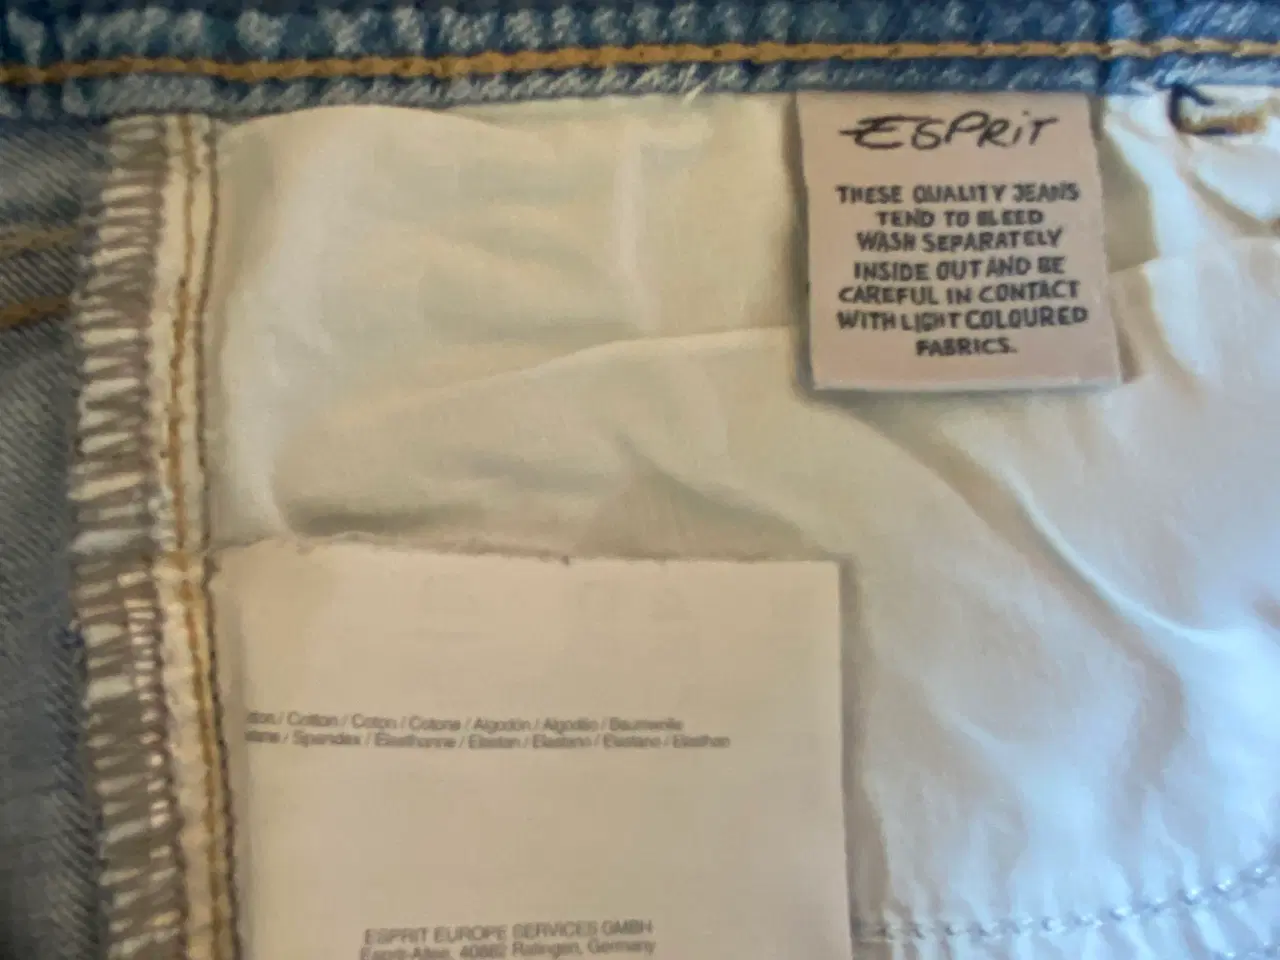 ESPRIT
THESE QUALITY JEANS
TEND TO BLEED
WASH SEPARATELY
INSIDE OUT AND BE
CAREFUL IN CONTACT
WITH LIGHT COLOURED
FABRICS.
/ Cotton / Coton / Cotone / Algodón / Algodão / Baumwolle
/ Spandex / Elasthanne / Elastan / Elastano / Elastano / Elasthan
ESPRIT EUROPE SERVICES GMBH
Esprit-Allee, 40882 Ratingen, Germany